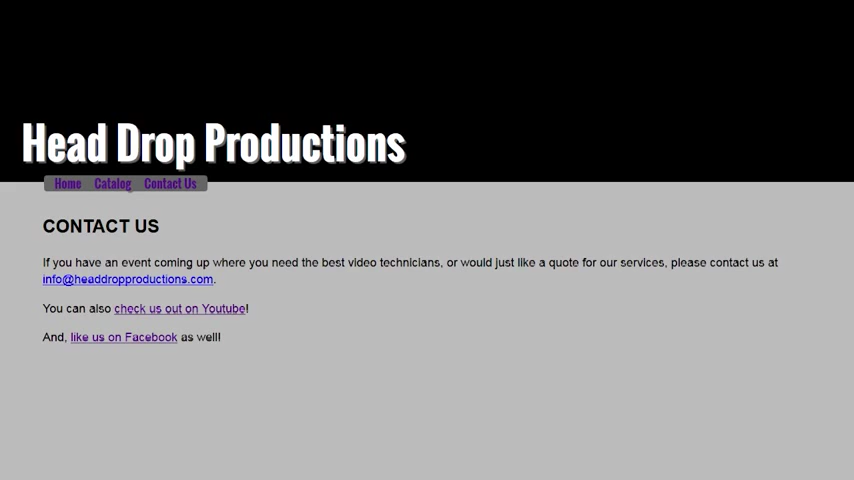 Head Drop Productions
Home Catalog Contact Us
CONTACT US
If you have an event coming up where you need the best video technicians, or would just like a quote for our services, please contact us at
info@headdropproductions.com.
You can also check us out on Youtube!
And, like us on Facebook as well!